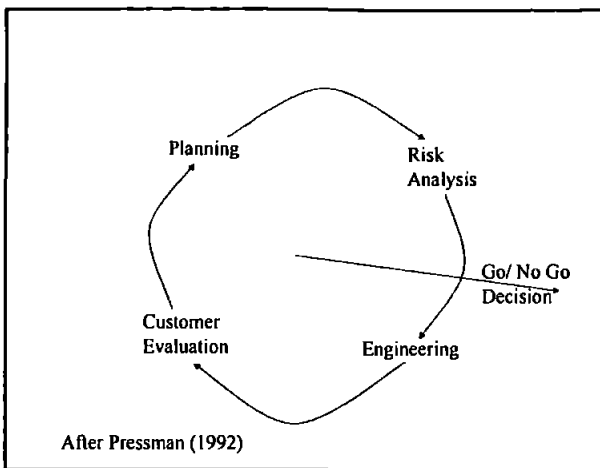 Planning
Risk
Analysis
Go/ No Go
Decision
Customer
Evaluation
Engineering
After Pressman (1992)